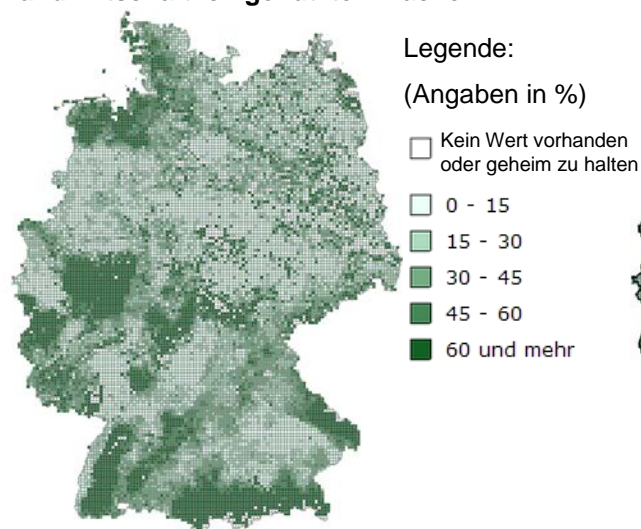 Legende:
(Angaben in %)
Kein Wert vorhanden
oder geheim zu halten
0 - 15
15 - 30
30 - 45
45 - 60
60 und mehr